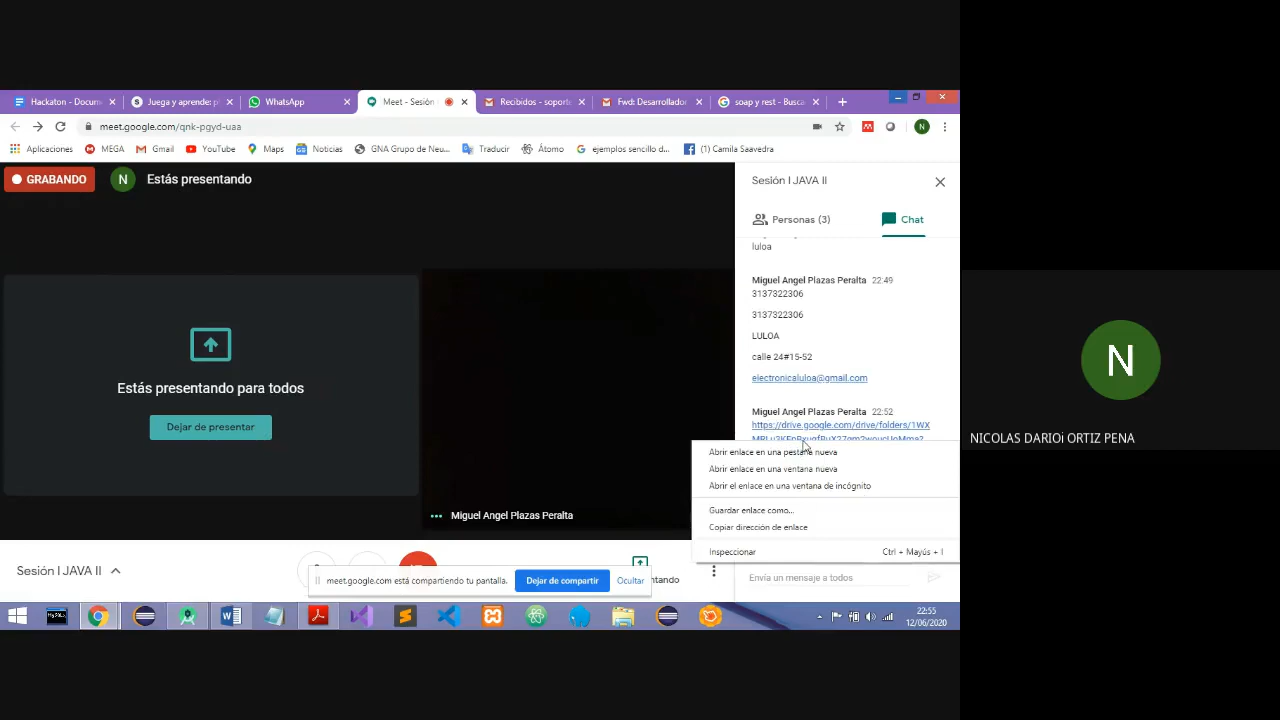 Hackaton - Docum
Juega y aprende: p
WhatsApp
Meet - Sesión
Recibidos - soporte
Fwd: Desarrollador
soap y rest - Busca
meet.google.com/qnk-pgyd-uaa
N
Aplicaciones
MEGA
Gmail
YouTube
Maps
Noticias
GNA Grupo de Neu...
Traducir
Átomo
ejemplos sencillo d...
(1) Camila Saavedra
GRABANDO
N
Estás presentando
Sesión I JAVA II
Personas (3)
Chat
luloa
Miguel Angel Plazas Peralta 22:49
3137322306
3137322306
LULOA
calle 24#15-52
electronicaluloa@gmail.com
Miguel Angel Plazas Peralta 22:52
https://drive.google.com/drive/folders/1WX
Abrir enlace en una pestaña nueva
Abrir enlace en una ventana nueva
Abrir el enlace en una ventana de incógnito
Guardar enlace como...
Copiar dirección de enlace
Inspeccionar Ctrl + Mayús + I
Estás presentando para todos
Dejar de presentar
Miguel Angel Plazas Peralta
Sesión I JAVA II
meet.google.com está compartiendo tu pantalla.
Dejar de compartir
Ocultar
ntando
Envía un mensaje a todos
22:55
12/06/2020
N
NICOLAS DARIOi ORTIZ PENA